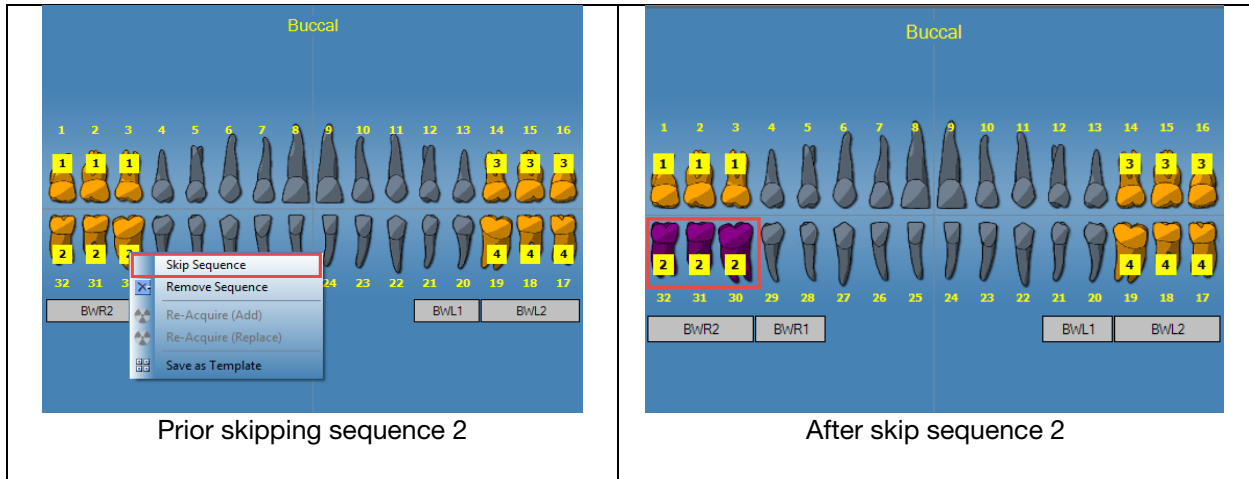 Buccal
1 2 3 4 5 6 7 8 9 10 11 12 13 14 15 16
1 1 1 3 3 3
2 2 4 4 4
Skip Sequence
32 31 24 23 22 21 20 19 18 17
Remove Sequence
BWR2 BWL1 BWL2
Re-Acquire (Add)
Re-Acquire (Replace)
Save as Template
Prior skipping sequence 2
Buccal
1 2 3 4 5 6 7 8 9 10 11 12 13 14 15 16
1 1 1 3 3 3
2 2 2 4 4 4
32 31 30 29 28 27 26 25 24 23 22 21 20 19 18 17
BWR2 BWR1 BWL1 BWL2
After skip sequence 2